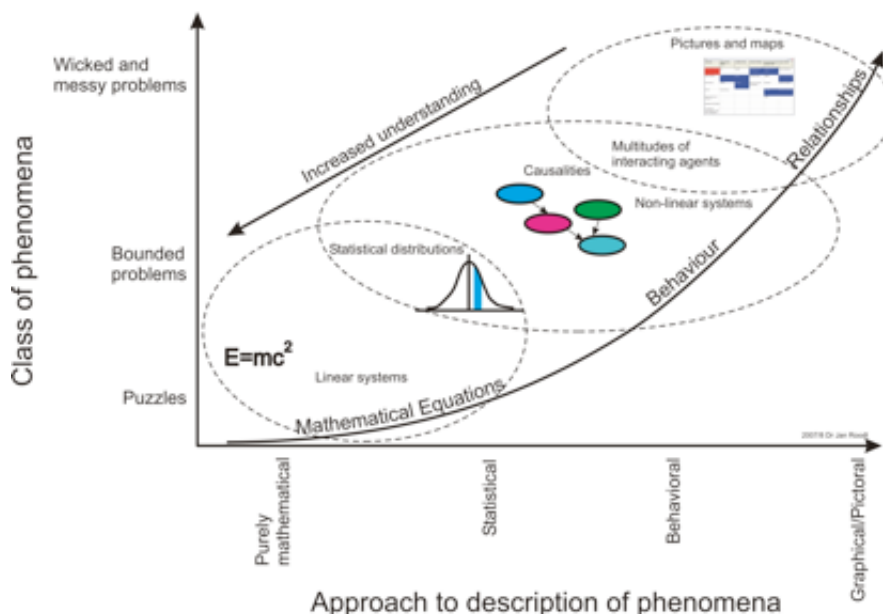 Wicked and
messy problems
Pictures and maps
Increased understanding
Relationships
Multitudes of
interacting agents
Causalities
Non-linear systems
Class of phenomena
Bounded
problems
Statistical distributions
Behaviour
E=mc²
Linear systems
Puzzles
Mathematical Equations
Purely
mathematical
Statistical
Behavioral
Graphical/Pictoral
Approach to description of phenomena